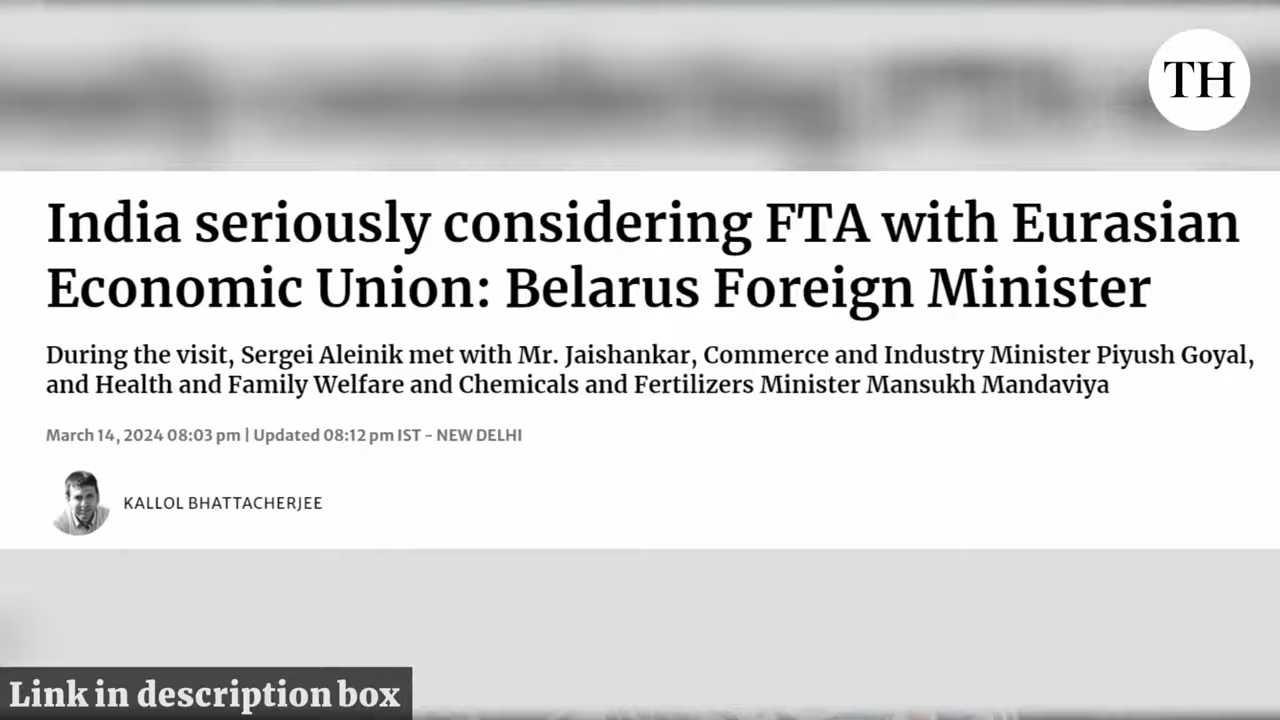 TH
India seriously considering FTA with Eurasian
Economic Union: Belarus Foreign Minister
During the visit, Sergei Aleinik met with Mr. Jaishankar, Commerce and Industry Minister Piyush Goyal,
and Health and Family Welfare and Chemicals and Fertilizers Minister Mansukh Mandaviya
March 14, 2024 08:03 pm | Updated 08:12 pm IST - NEW DELHI
KALLOL BHATTACHERJEE
Link in description box